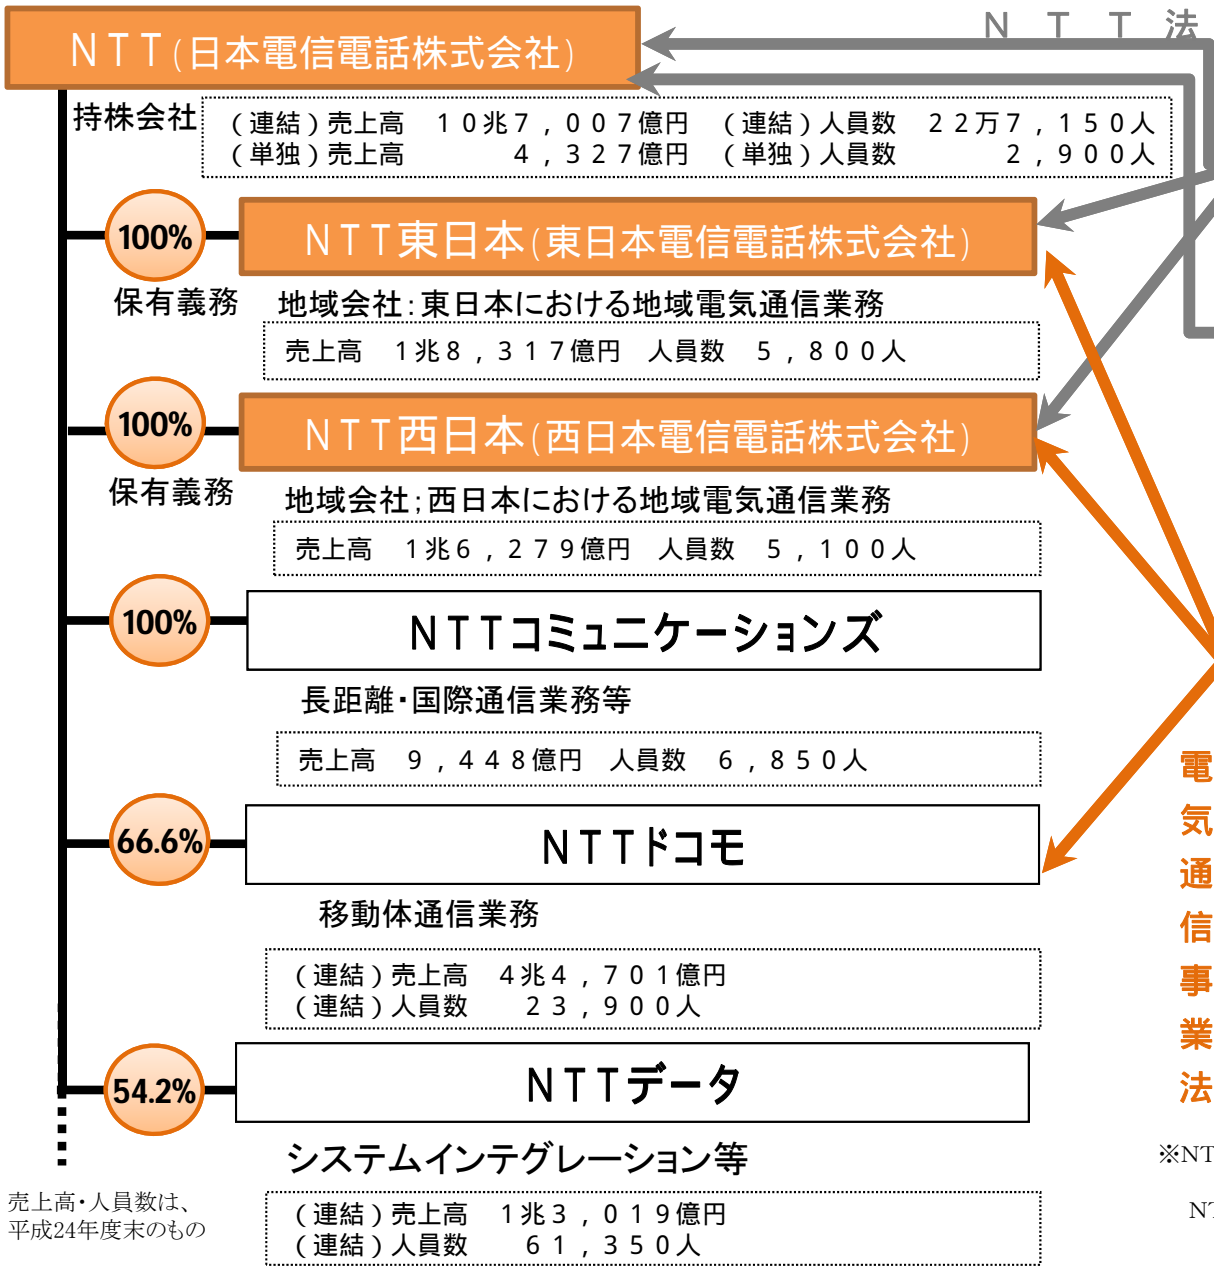 ＮＴＴ法
ＮＴＴ(日本電信電話株式会社)
持株会社
（連結）売上高　１０兆７，００７億円　（連結）人員数　２２万７，１５０人
（単独）売上高　　　４，３２７億円　（単独）人員数　　　　２，９００人
100%
ＮＴＴ東日本(東日本電信電話株式会社)
保有義務
地域会社:東日本における地域電気通信業務
売上高　１兆８，３１７億円　人員数　５，８００人
100%
ＮＴＴ西日本(西日本電信電話株式会社)
保有義務
地域会社;西日本における地域電気通信業務
売上高　１兆６，２７９億円　人員数　５，１００人
100%
ＮＴＴコミュニケーションズ
長距離・国際通信業務等
売上高　９，４４８億円　人員数　６，８５０人
66.6%
ＮＴＴドコモ
移動体通信業務
（連結）売上高　４兆４，７０１億円
（連結）人員数　　２３，９００人
54.2%
ＮＴＴデータ
システムインテグレーション等
（連結）売上高　１兆３，０１９億円
（連結）人員数　　６１，３５０人
電気通信事業法
※NT
NT
売上高・人員数は、
平成24年度末のもの